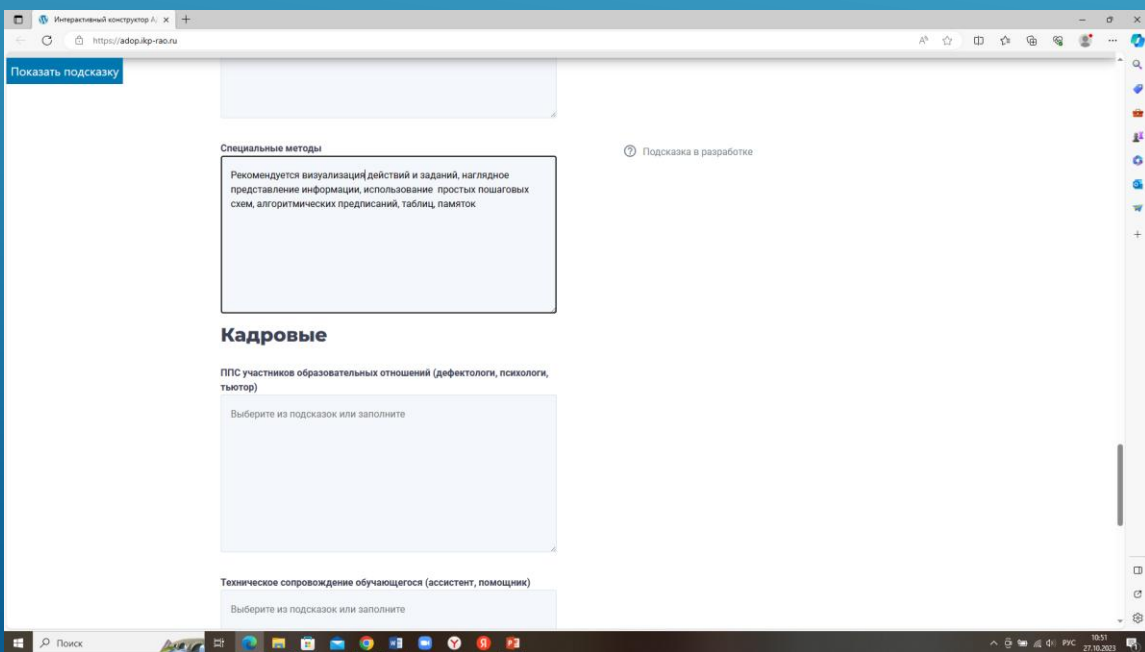 Интерактивный конструктор А
https://adop.ikp-rao.ru
Показать подсказку
Специальные методы
Подсказка в разработке
Рекомендуется визуализация действий и заданий, наглядное
представление информации, использование простых пошаговых
схем, алгоритмических предписаний, таблиц, памяток
Кадровые
ППС участников образовательных отношений (дефектологи, психологи,
тьютор)
Выберите из подсказок или заполните
Техническое сопровождение обучающегося (ассистент, помощник)
Выберите из подсказок или заполните
Поиск
РУС
10:51
27.10.2023